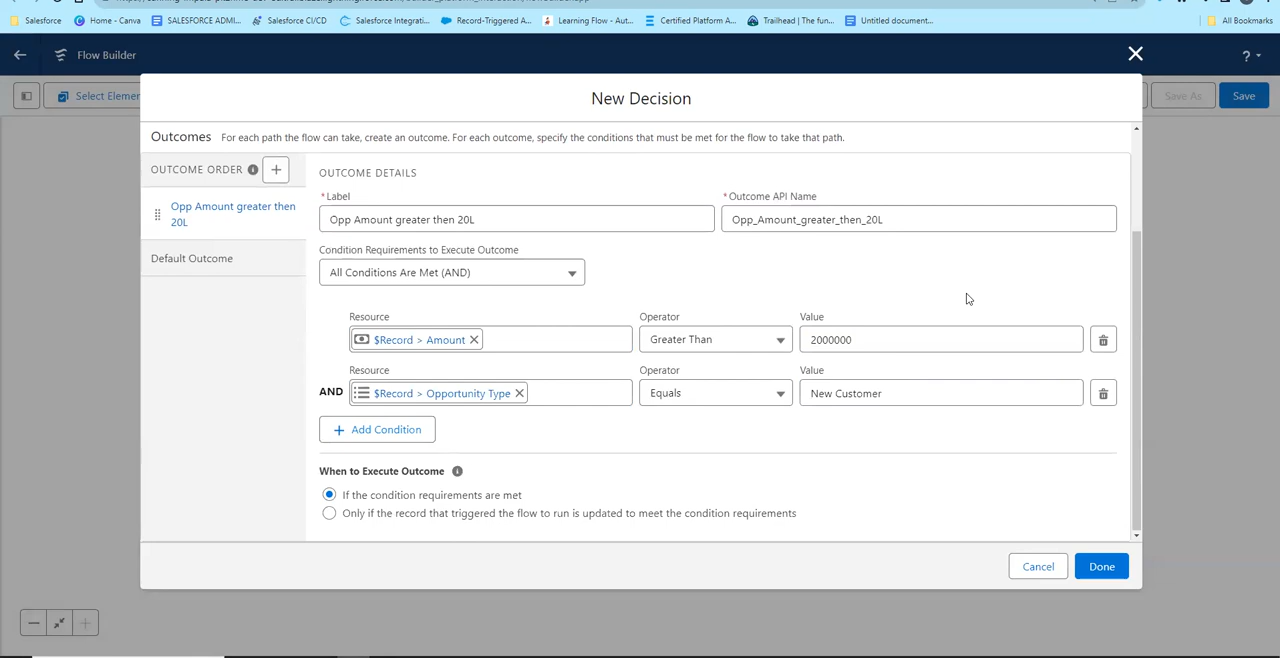 Salesforce
Home - Canva
SALESFORCE ADMI...
Salesforce CI/CD
Salesforce Integrati...
Record-Triggered A...
Learning Flow - Aut...
Certified Platform A...
Trailhead | The fun...
Untitled document...
All Bookmarks
Flow Builder
?
Select Elemen
Save As
Save
New Decision
Outcomes For each path the flow can take, create an outcome. For each outcome, specify the conditions that must be met for the flow to take that path.
OUTCOME ORDER
Opp Amount greater then
20L
Default Outcome
OUTCOME DETAILS
*Label
*Outcome API Name
Opp Amount greater then 20L
Opp_Amount_greater_then_20L
Condition Requirements to Execute Outcome
All Conditions Are Met (AND)
Resource Operator Value
$Record > Amount Greater Than 2000000
Resource Operator Value
AND $Record > Opportunity Type Equals New Customer
+ Add Condition
When to Execute Outcome
If the condition requirements are met
Only if the record that triggered the flow to run is updated to meet the condition requirements
Cancel
Done